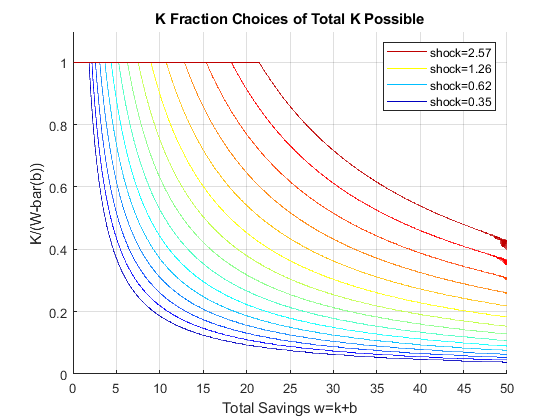 K Fraction Choices of Total K Possible
shock=2.57
shock=1.26
shock=0.62
shock=0.35
K/(W-bar(b))
1
0.8
0.6
0.4
0.2
0
0 5 10 15 20 25 30 35 40 45 50
Total Savings w=k+b